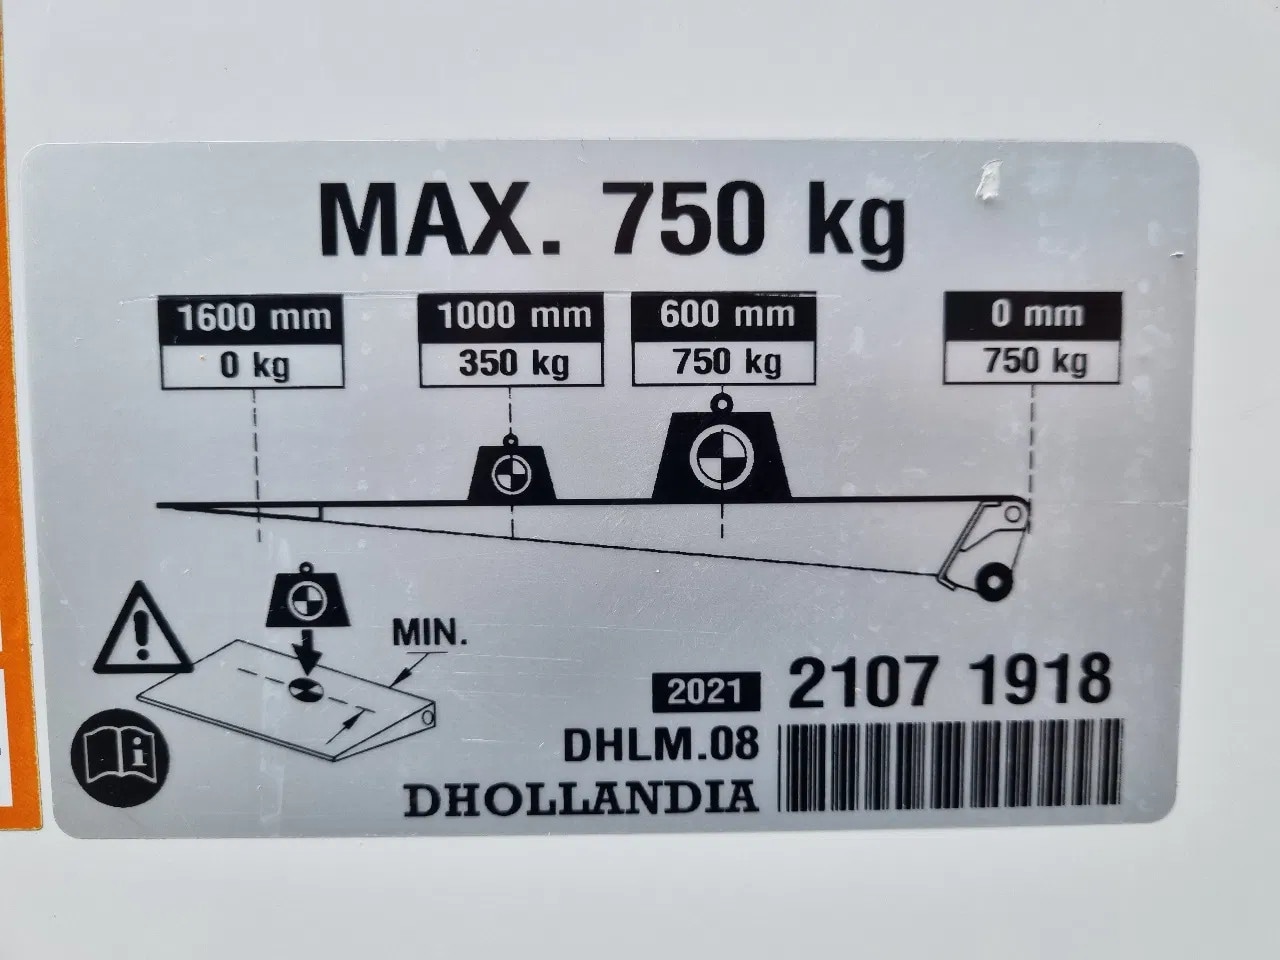 MAX. 750 kg
1600 mm 1000 mm 600 mm 0 mm
0 kg 350 kg 750 kg 750 kg
MIN.
2021 2107 1918
DHLM.08
DHOLLANDIA